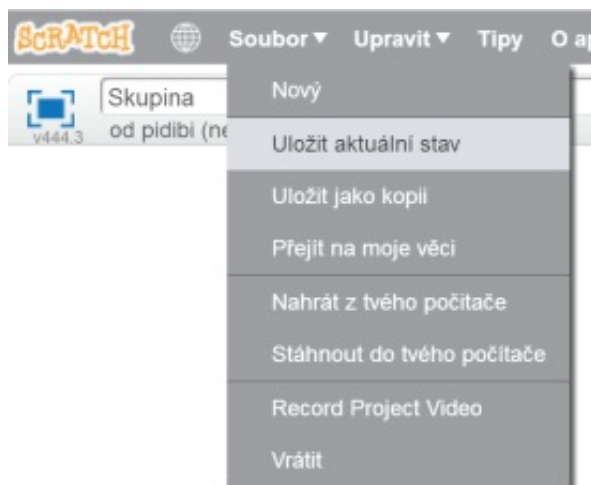 SCRATCH Soubor Upravit Tipy O
Skupina
v444.3 od pidibi
Nový
Uložit aktuální stav
Uložit jako kopii
Přejít na moje věci
Nahrát z tvého počítače
Stáhnout do tvého počítače
Record Project Video
Vrátit